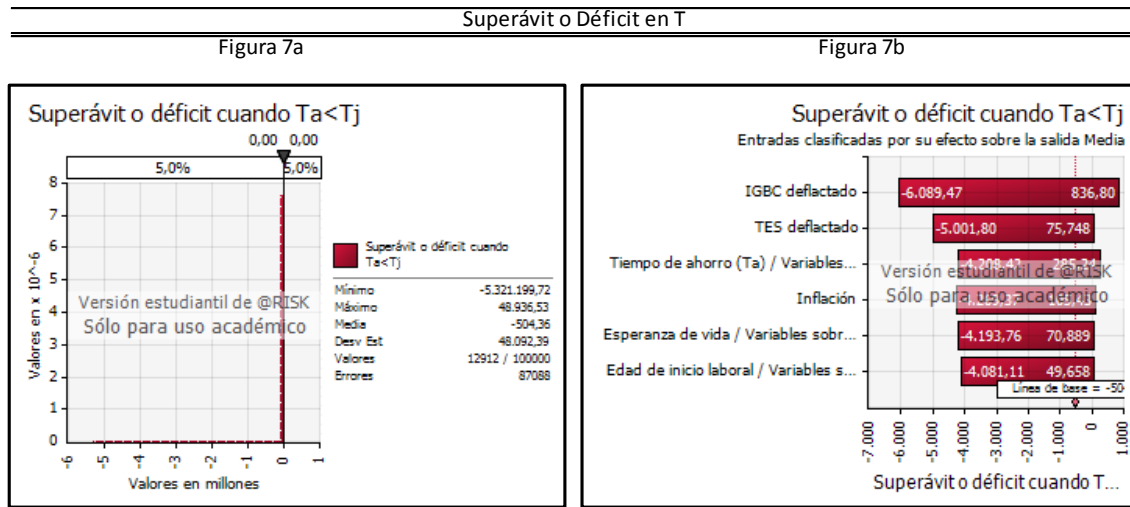 Superávit o Déficit en T
Figura 7a
Figura 7b
Superávit o déficit cuando Ta<Tj
0,00 0,00
5,0% 5,0%
8
7
6
5
4
3
2
1
0
Valores en x 10^-6
-6 -5 -4 -3 -2 -1 0 1
Valores en millones
Versión estudiantil de @RISK
Sólo para uso académico
Superávit o déficit cuando
Ta<Tj
Mínimo -5.321.199,72
Máximo 48.936,53
Media -504,36
Desv Est 48.092,39
Valores 12912 / 100000
Errores 87088
Superávit o déficit cuando Ta<Tj
Entradas clasificadas por su efecto sobre la salida Media
IGBC deflactado -6.089,47 836,80
TES deflactado -5.001,80 75,748
Tiempo de ahorro (Ta) / Variables...
Inflación
Esperanza de vida / Variables sobr... -4.193,76 70,889
Edad de inicio laboral / Variables s... -4.081,11 49,658
Versión estudiantil de @RISK
Sólo para uso académico
Línea de base = -50
-7.000 -6.000 -5.000 -4.000 -3.000 -2.000 -1.000 0 1.000
Superávit o déficit cuando T...